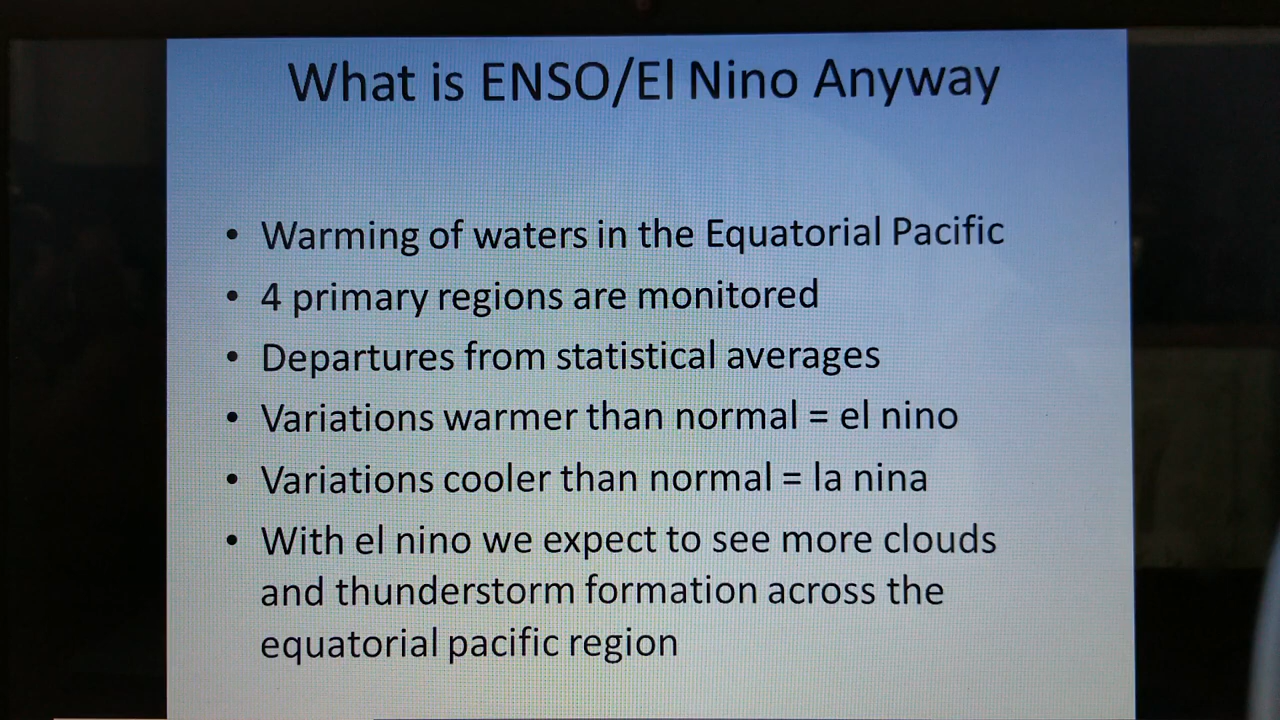 What is ENSO/El Nino Anyway
• Warming of waters in the Equatorial Pacific
• 4 primary regions are monitored
• Departures from statistical averages
• Variations warmer than normal = el nino
• Variations cooler than normal = la nina
• With el nino we expect to see more clouds
and thunderstorm formation across the
equatorial pacific region